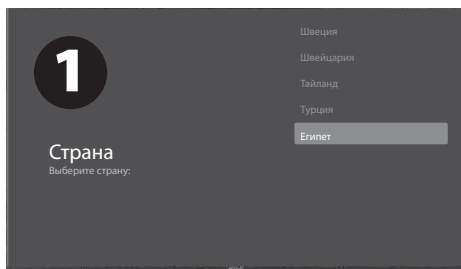 1
Страна
Выберите страну:
Швеция
Швейцария
Тайланд
Турция
Египет